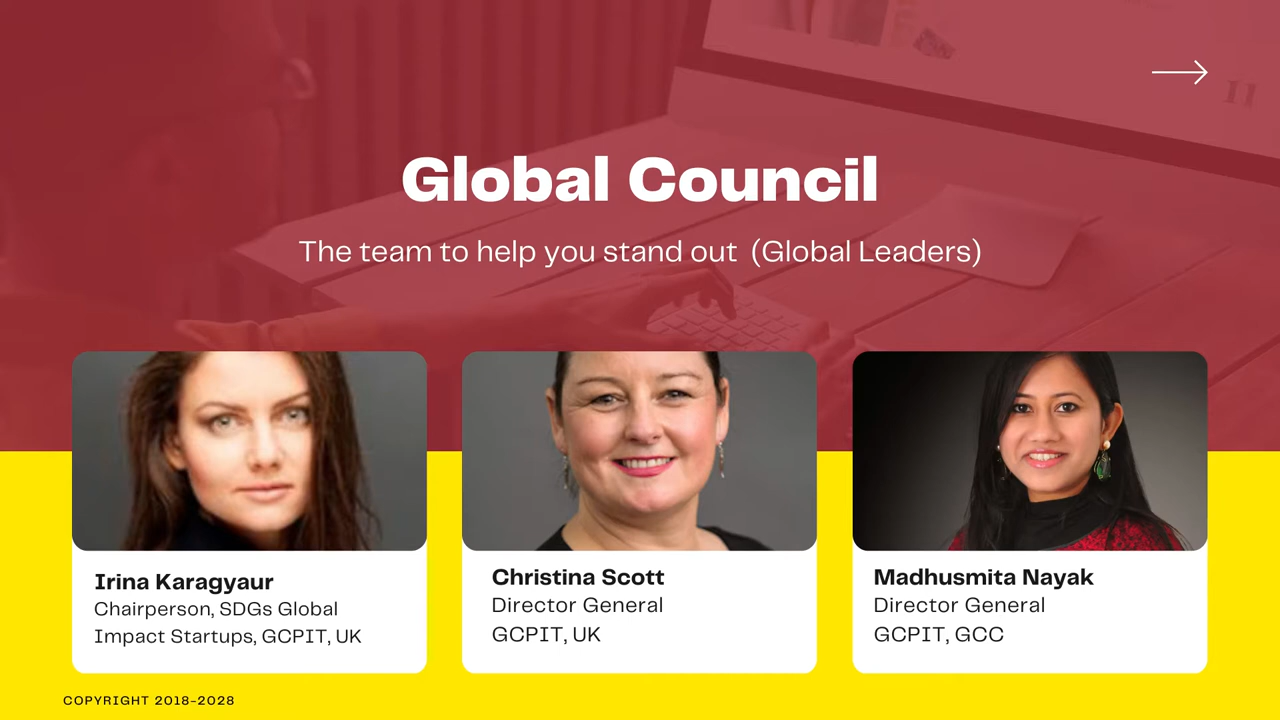 Global Council
The team to help you stand out (Global Leaders)
Irina Karagyaur
Chairperson, SDGs Global
Impact Startups, GCPIT, UK
Christina Scott
Director General
GCPIT, UK
Madhusmita Nayak
Director General
GCPIT, GCC
COPYRIGHT 2018-2028